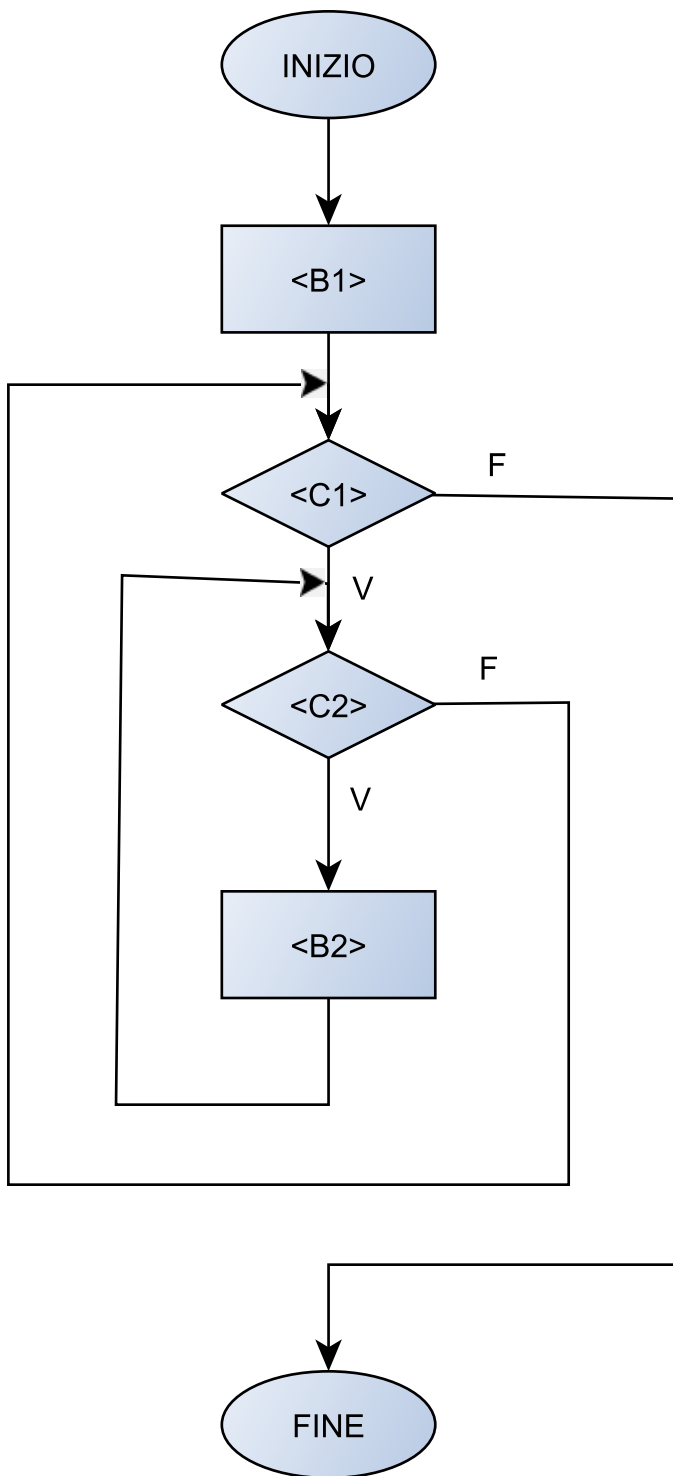 INIZIO
<B1>
<C1>
F
V
<C2>
F
V
<B2>
FINE